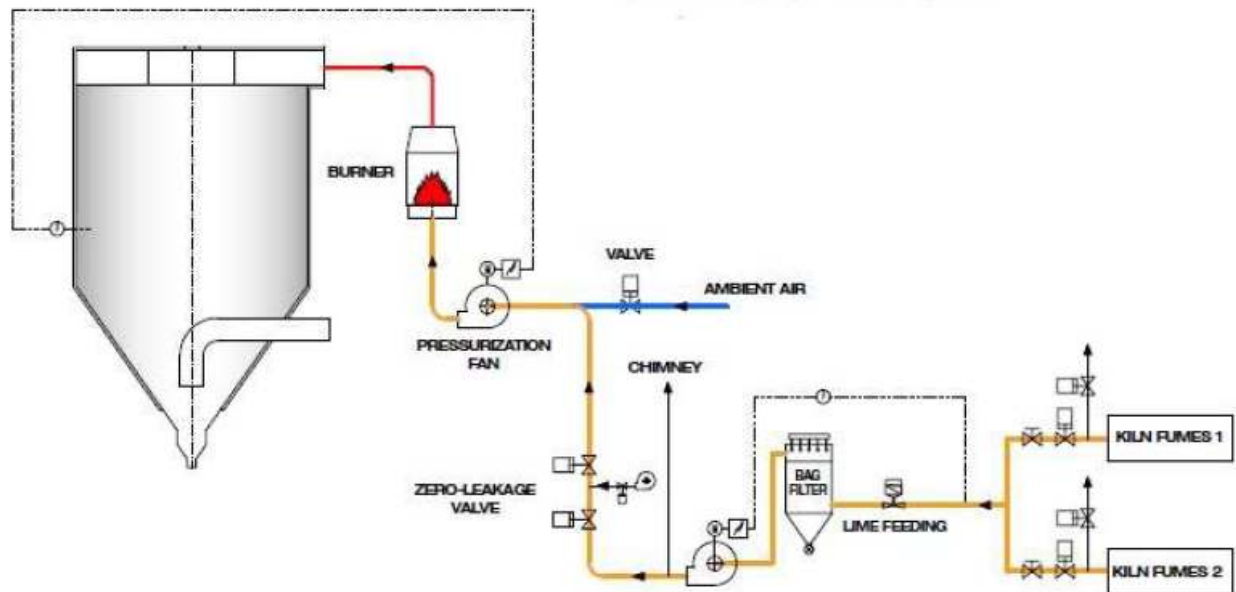 BURNER
VALVE
AMBIENT AIR
PRESSURIZATION
FAN
CHIMNEY
KILN FUMES 1
BAG
FILTER
ZERO-LEAKAGE
VALVE
LIME FEEDING
KILN FUMES 2